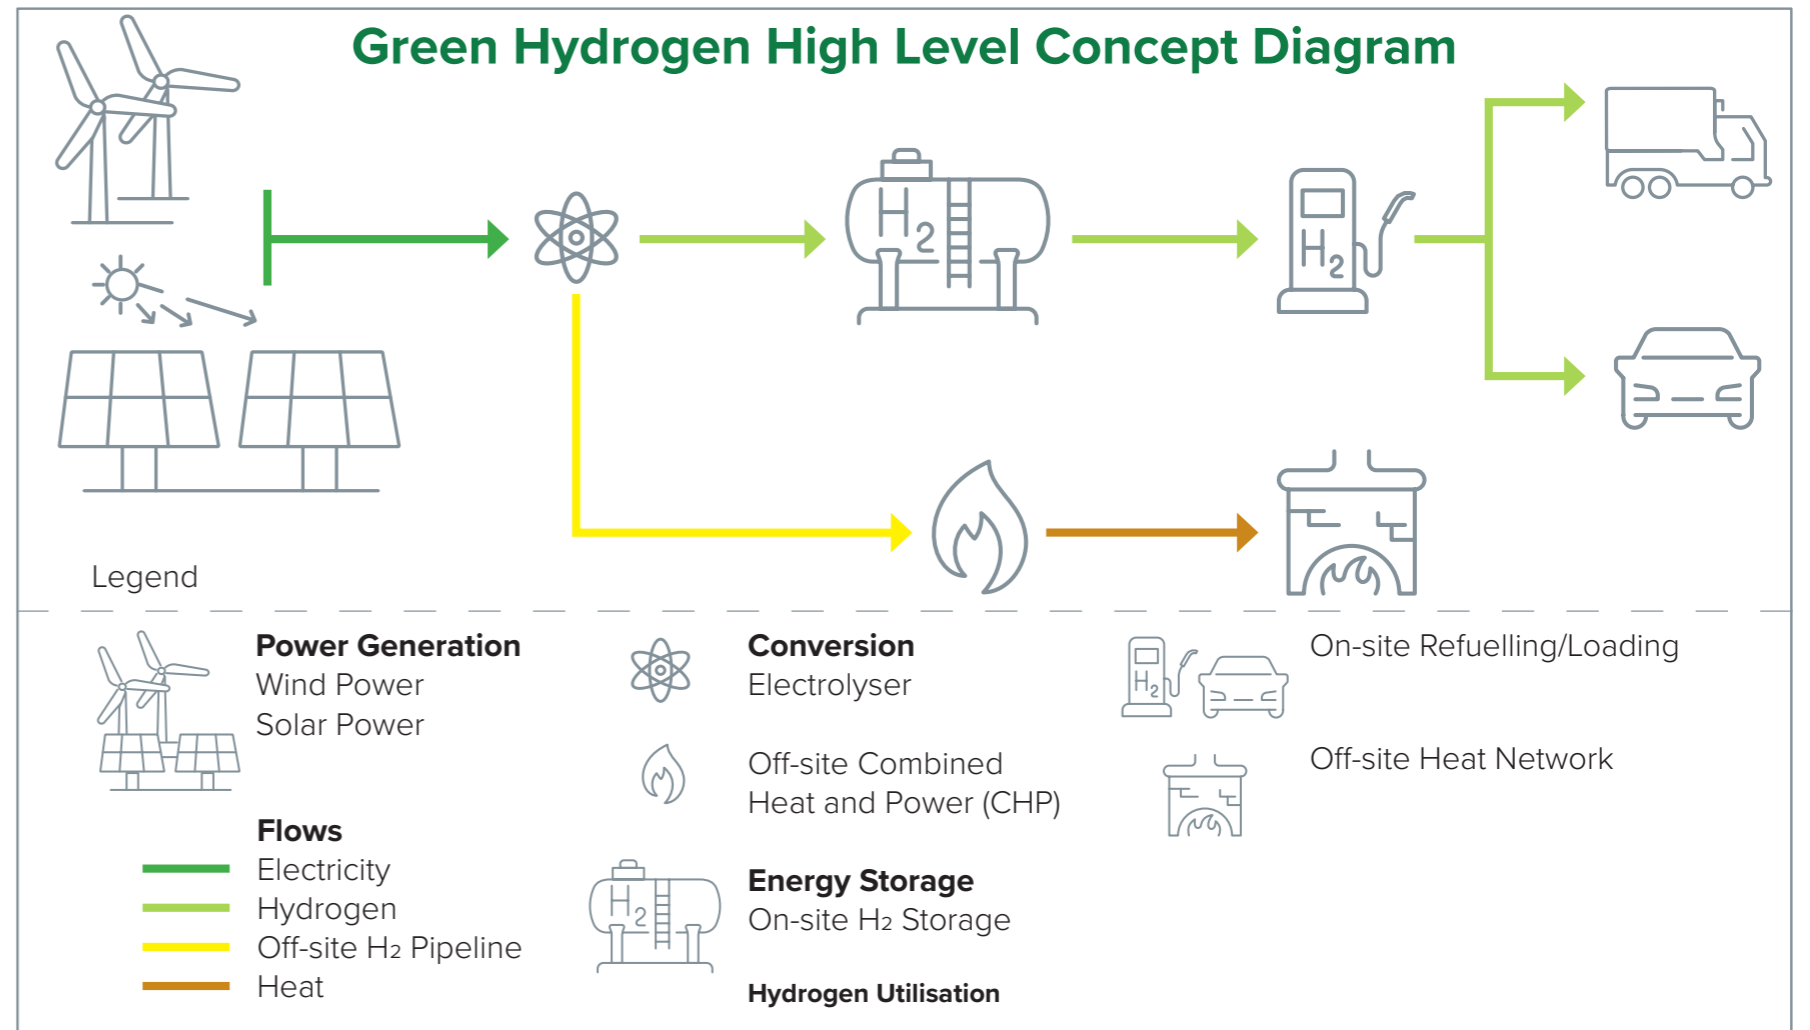 Green Hydrogen High Level Concept Diagram
H2
H2
Legend
Power Generation
Wind Power
Solar Power
Flows
Electricity
Hydrogen
Off-site H2 Pipeline
Heat
Conversion
Electrolyser
Off-site Combined
Heat and Power (CHP)
H2
Energy Storage
On-site H2 Storage
Hydrogen Utilisation
H2
On-site Refuelling/Loading
Off-site Heat Network